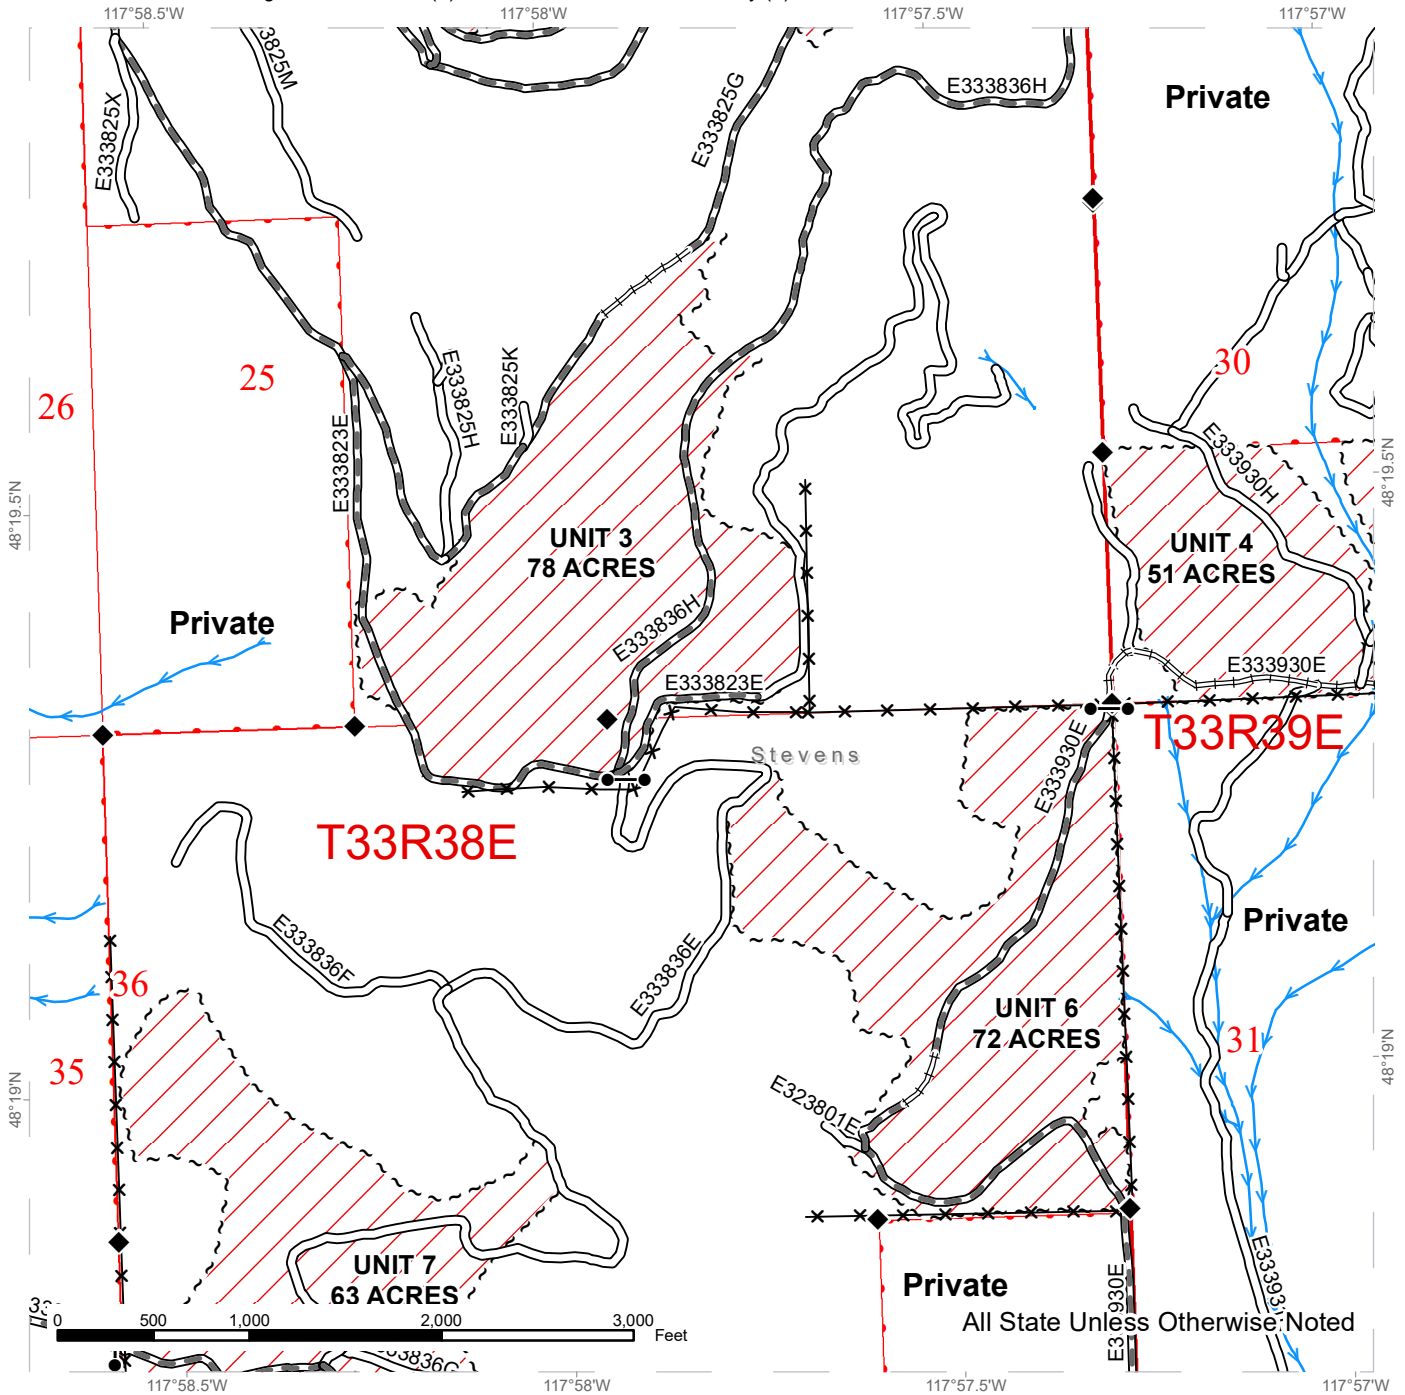 117°58.5'W
117°58'W
117°57.5'W
117°57'W
E333825X
3825M
E333825G
E333836H
Private
26
25
E333823E
E333825H
E333825K
30
E333930H
48°19.5'N
48°19.5'N
UNIT 3
78 ACRES
UNIT 4
51 ACRES
Private
E333836H
E333823E
E333930E
Stevens
E333930E
T33R39E
T33R38E
Private
E333836F
E333836E
36
35
UNIT 6
72 ACRES
31
48°19'N
48°19'N
E323801E
UNIT 7
63 ACRES
Private
E333931
All State Unless Otherwise Noted
0
500
1,000
2,000
3,000
Feet
117°58.5'W
117°58'W
117°57.5'W
117°57'W